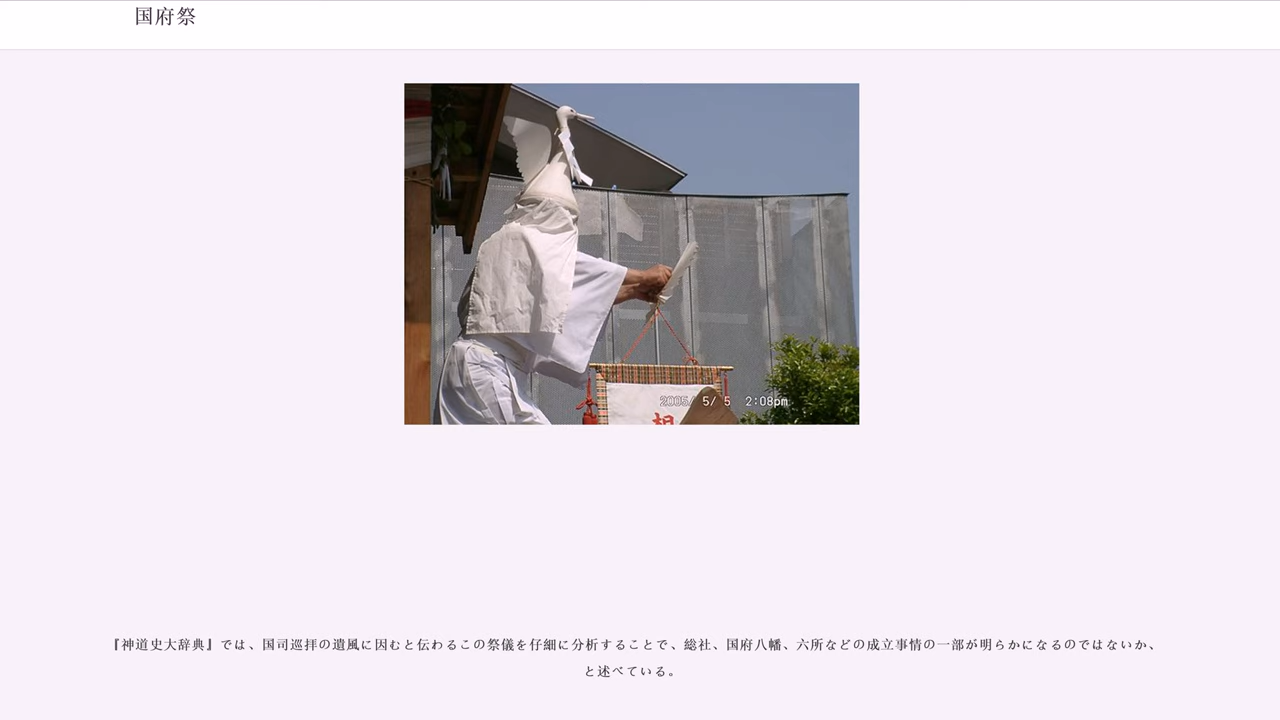 国府祭
2005/ 5/ 5 2:08pm
『神道史大辞典』では、国司巡拝の遺風に因むと伝わるこの祭儀を仔細に分析することで、総社、国府八幡、六所などの成立事情の一部が明らかになるのではないか、
と述べている。